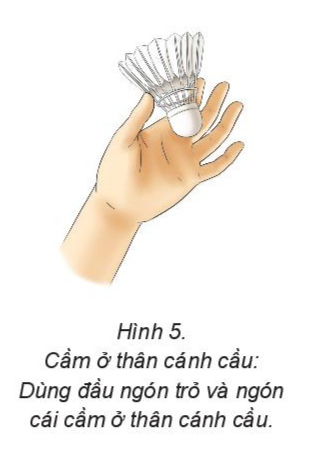 Hình 5.
Cầm ở thân cánh cầu:
Dùng đầu ngón trỏ và ngón
cái cầm ở thân cánh cầu.